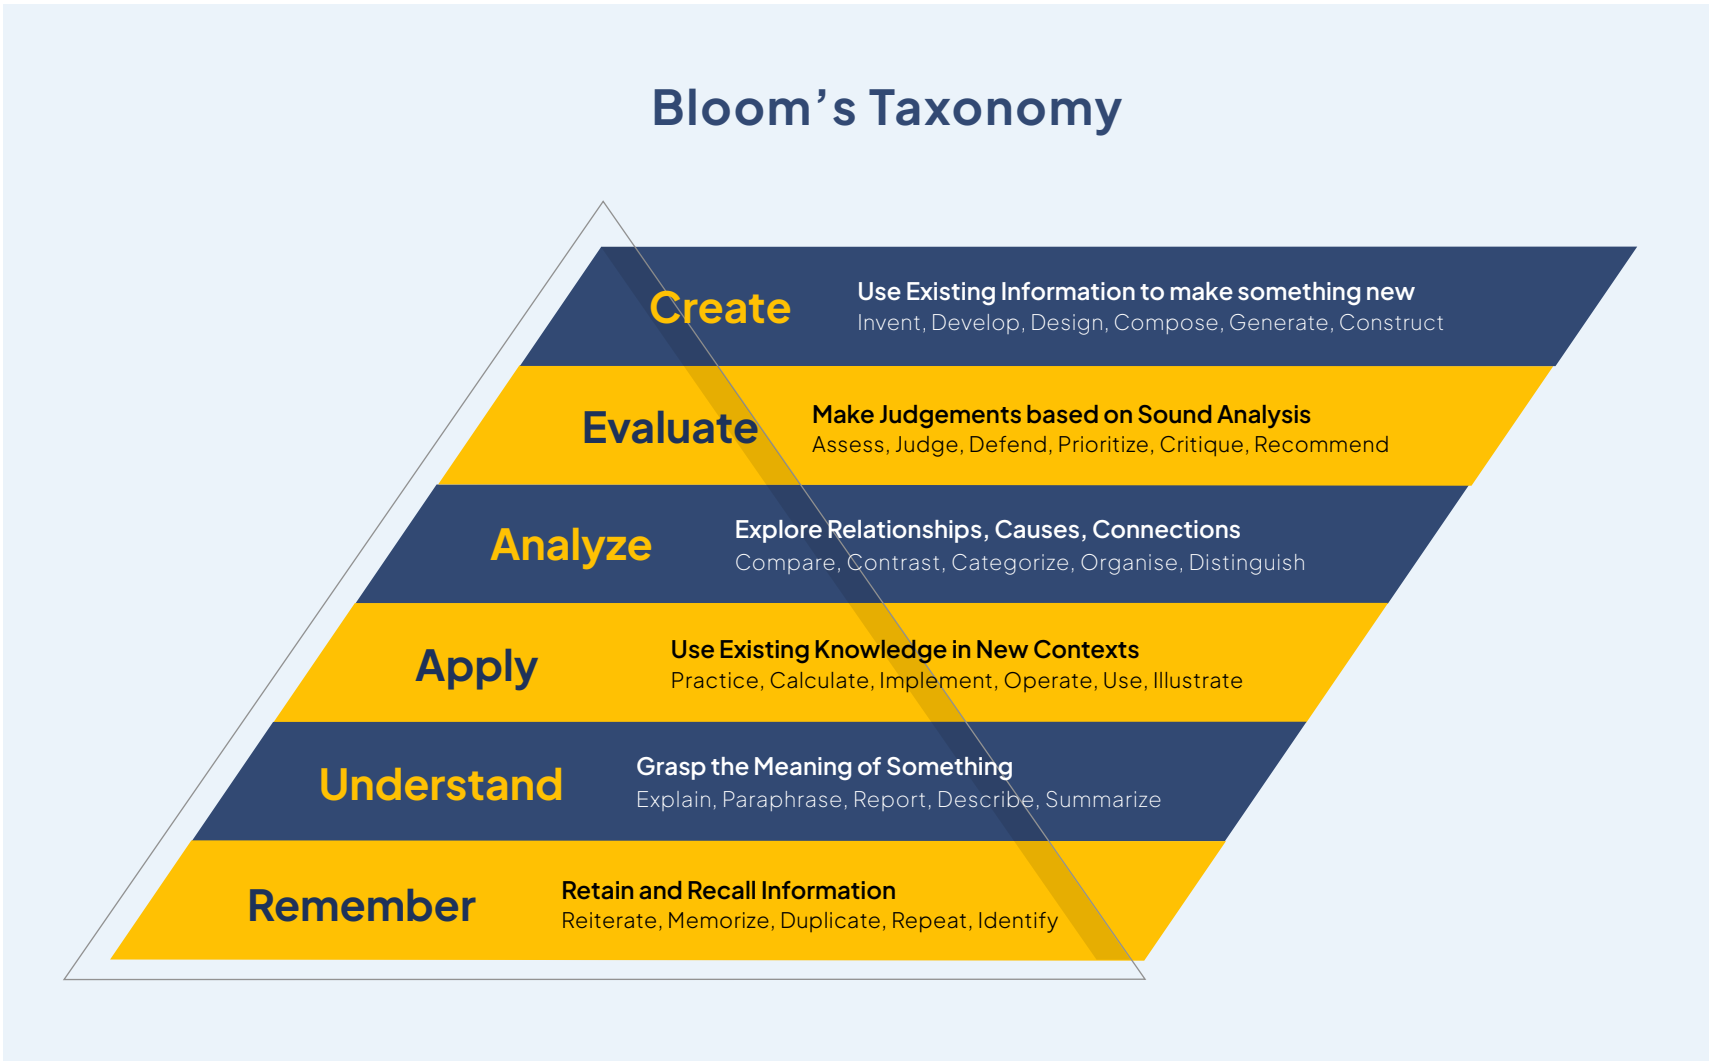 Bloom’s Taxonomy
Create
Use Existing Information to make something new
Invent, Develop, Design, Compose, Generate, Construct
Evaluate
Make Judgements based on Sound Analysis
Assess, Judge, Defend, Prioritize, Critique, Recommend
Analyze
Explore Relationships, Causes, Connections
Compare, Contrast, Categorize, Organise, Distinguish
Apply
Use Existing Knowledge in New Contexts
Practice, Calculate, Implement, Operate, Use, Illustrate
Understand
Grasp the Meaning of Something
Explain, Paraphrase, Report, Describe, Summarize
Remember
Retain and Recall Information
Reiterate, Memorize, Duplicate, Repeat, Identify